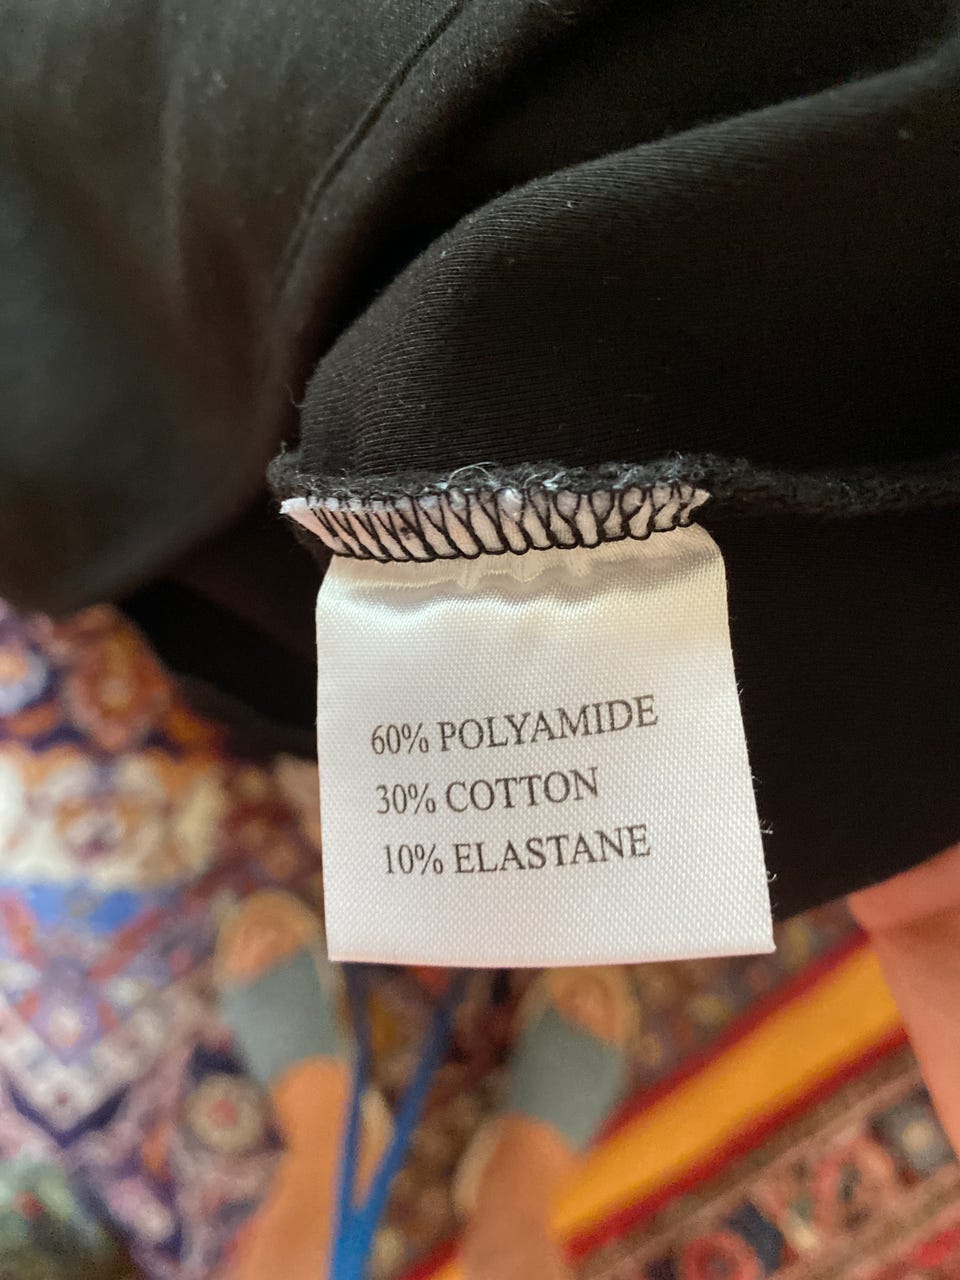 60% POLYAMIDE
30% COTTON
10% ELASTANE